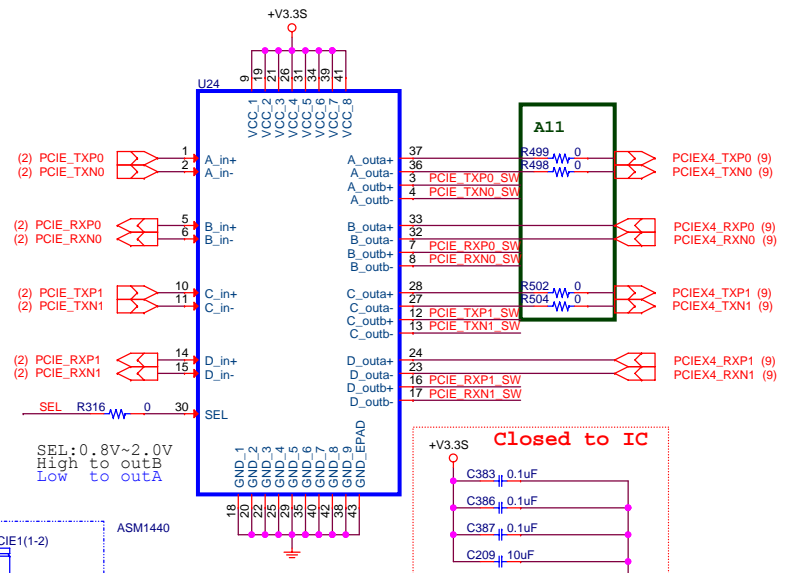 +V3.3S
U24
9 19 21 26 31 34 39 41
VCC_1 VCC_2 VCC_3 VCC_4 VCC_5 VCC_6 VCC_7 VCC_8
A11
(2) PCIE_TXP0 1 A_in+ A_outa+ 37 R499 0 PCIEX4_TXP0 (9)
(2) PCIE_TXN0 2 A_in- A_outa- 36 R498 0 PCIEX4_TXN0 (9)
A_outb+ 3 PCIE_TXP0_SW
A_outb- 4 PCIE_TXN0_SW
(2) PCIE_RXP0 5 B_in+ B_outa+ 33 PCIEX4_RXP0 (9)
(2) PCIE_RXN0 6 B_in- B_outa- 32 PCIEX4_RXN0 (9)
B_outb+ 7 PCIE_RXP0_SW
B_outb- 8 PCIE_RXN0_SW
(2) PCIE_TXP1 10 C_in+ C_outa+ 28 R502 0 PCIEX4_TXP1 (9)
(2) PCIE_TXN1 11 C_in- C_outa- 27 R504 0 PCIEX4_TXN1 (9)
C_outb+ 12 PCIE_TXP1_SW
C_outb- 13 PCIE_TXN1_SW
(2) PCIE_RXP1 14 D_in+ D_outa+ 24 PCIEX4_RXP1 (9)
(2) PCIE_RXN1 15 D_in- D_outa- 23 PCIEX4_RXN1 (9)
D_outb+ 16 PCIE_RXP1_SW
D_outb- 17 PCIE_RXN1_SW
SEL R316 0 30 SEL
SEL:0.8V~2.0V
High to outB
Low to outA
GND_1 GND_2 GND_3 GND_4 GND_5 GND_6 GND_7 GND_8 GND_9 GND_EPAD
18 20 22 25 29 35 40 42 38 43
ASM1440
CIE1(1-2)
+V3.3S
Closed to IC
C383 0.1uF
C386 0.1uF
C387 0.1uF
C209 10uF